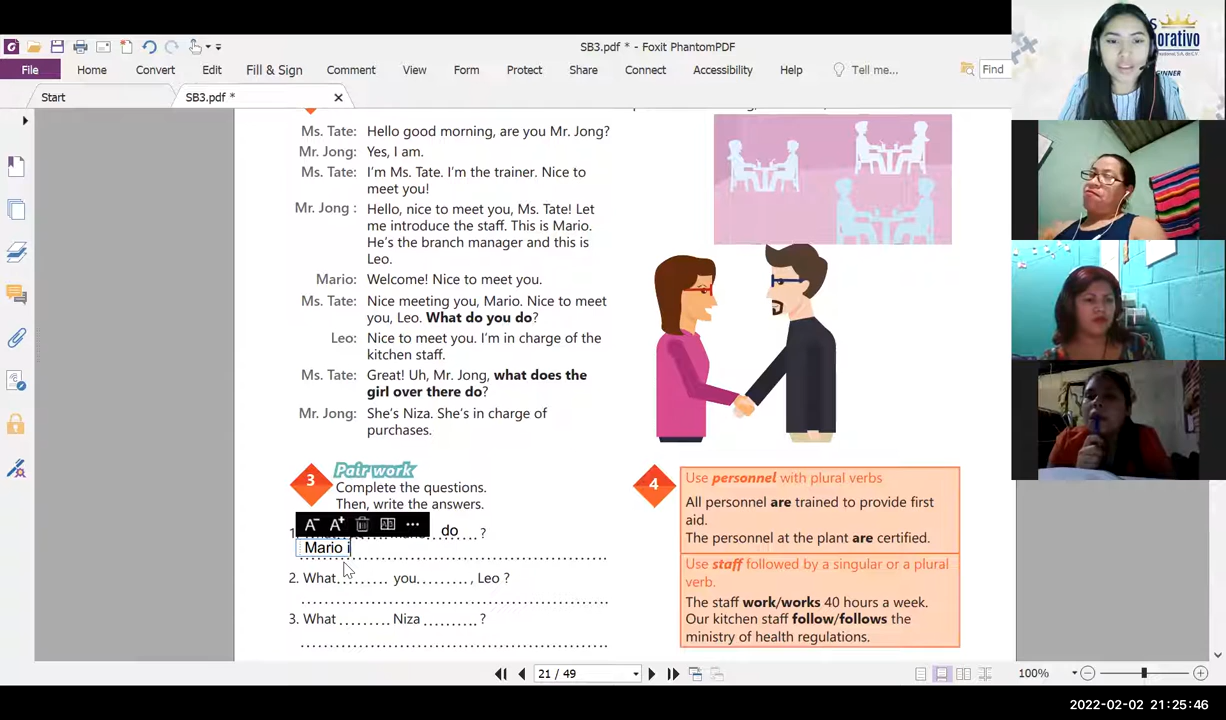 SB3.pdf * - Foxit PhantomPDF
File Home Convert Edit Fill & Sign Comment View Form Protect Share Connect Accessibility Help Tell me... Find
Start SB3.pdf *
Ms. Tate: Hello good morning, are you Mr. Jong?
Mr. Jong: Yes, I am.
Ms. Tate: I'm Ms. Tate. I'm the trainer. Nice to
meet you!
Mr. Jong : Hello, nice to meet you, Ms. Tate! Let
me introduce the staff. This is Mario.
He's the branch manager and this is
Leo.
Mario: Welcome! Nice to meet you.
Ms. Tate: Nice meeting you, Mario. Nice to meet
you, Leo. What do you do?
Leo: Nice to meet you. I'm in charge of the
kitchen staff.
Ms. Tate: Great! Uh, Mr. Jong, what does the
girl over there do?
Mr. Jong: She's Niza. She's in charge of
purchases.
3 Pair work
Complete the questions.
Then, write the answers.
1. do ?
Mario i
2. What......... you........., Leo ?
3. What ......... Niza .......... ?
4
Use personnel with plural verbs
All personnel are trained to provide first
aid.
The personnel at the plant are certified.
Use staff followed by a singular or a plural
verb.
The staff work/works 40 hours a week.
Our kitchen staff follow/follows the
ministry of health regulations.
21 / 49
100%
orativo
GINNER
2022-02-02 21:25:46